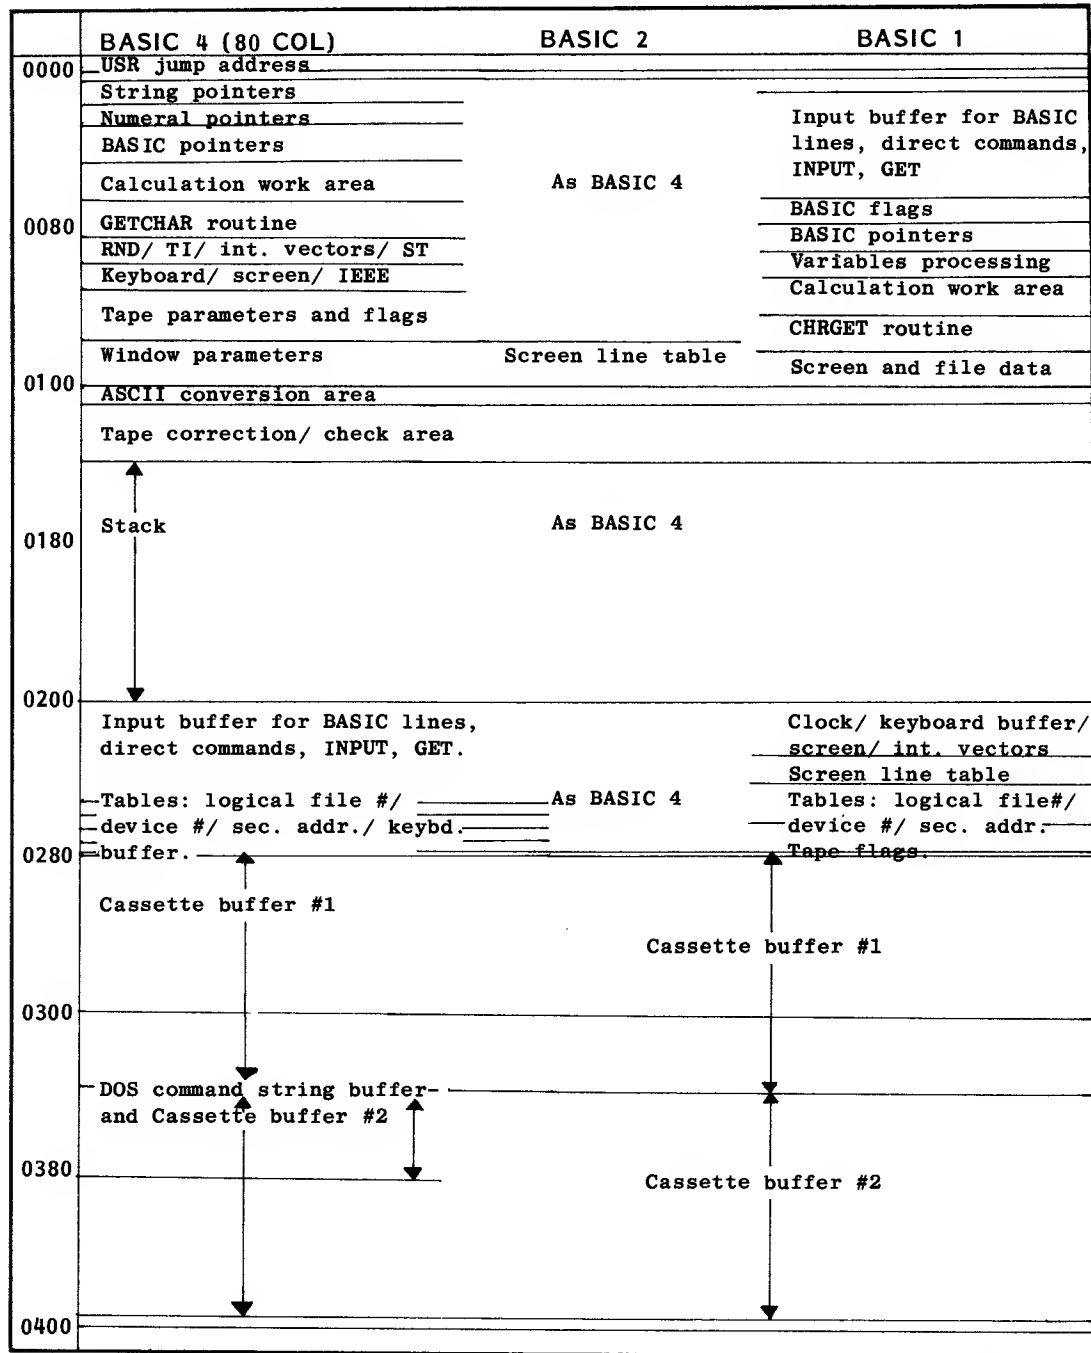 BASIC 4 (80 COL) BASIC 2 BASIC 1
0000 USR jump address
String pointers
Numeral pointers
BASIC pointers
Calculation work area
0080 GETCHAR routine
RND/ TI/ int. vectors/ ST
Keyboard/ screen/ IEEE
Tape parameters and flags
Window parameters
As BASIC 4
Screen line table
Input buffer for BASIC
lines, direct commands,
INPUT, GET
BASIC flags
BASIC pointers
Variables processing
Calculation work area
CHRGET routine
Screen and file data
0100
ASCII conversion area
Tape correction/ check area
Stack
As BASIC 4
0180
0200
Input buffer for BASIC lines,
direct commands, INPUT, GET.
Tables: logical file #/
device #/ sec. addr./ keybd.
buffer.
As BASIC 4
Clock/ keyboard buffer/
screen/ int. vectors
Screen line table
Tables: logical file#/
device #/ sec. addr.
Tape flags.
0280
Cassette buffer #1
Cassette buffer #1
0300
DOS command string buffer
and Cassette buffer #2
0380
Cassette buffer #2
0400